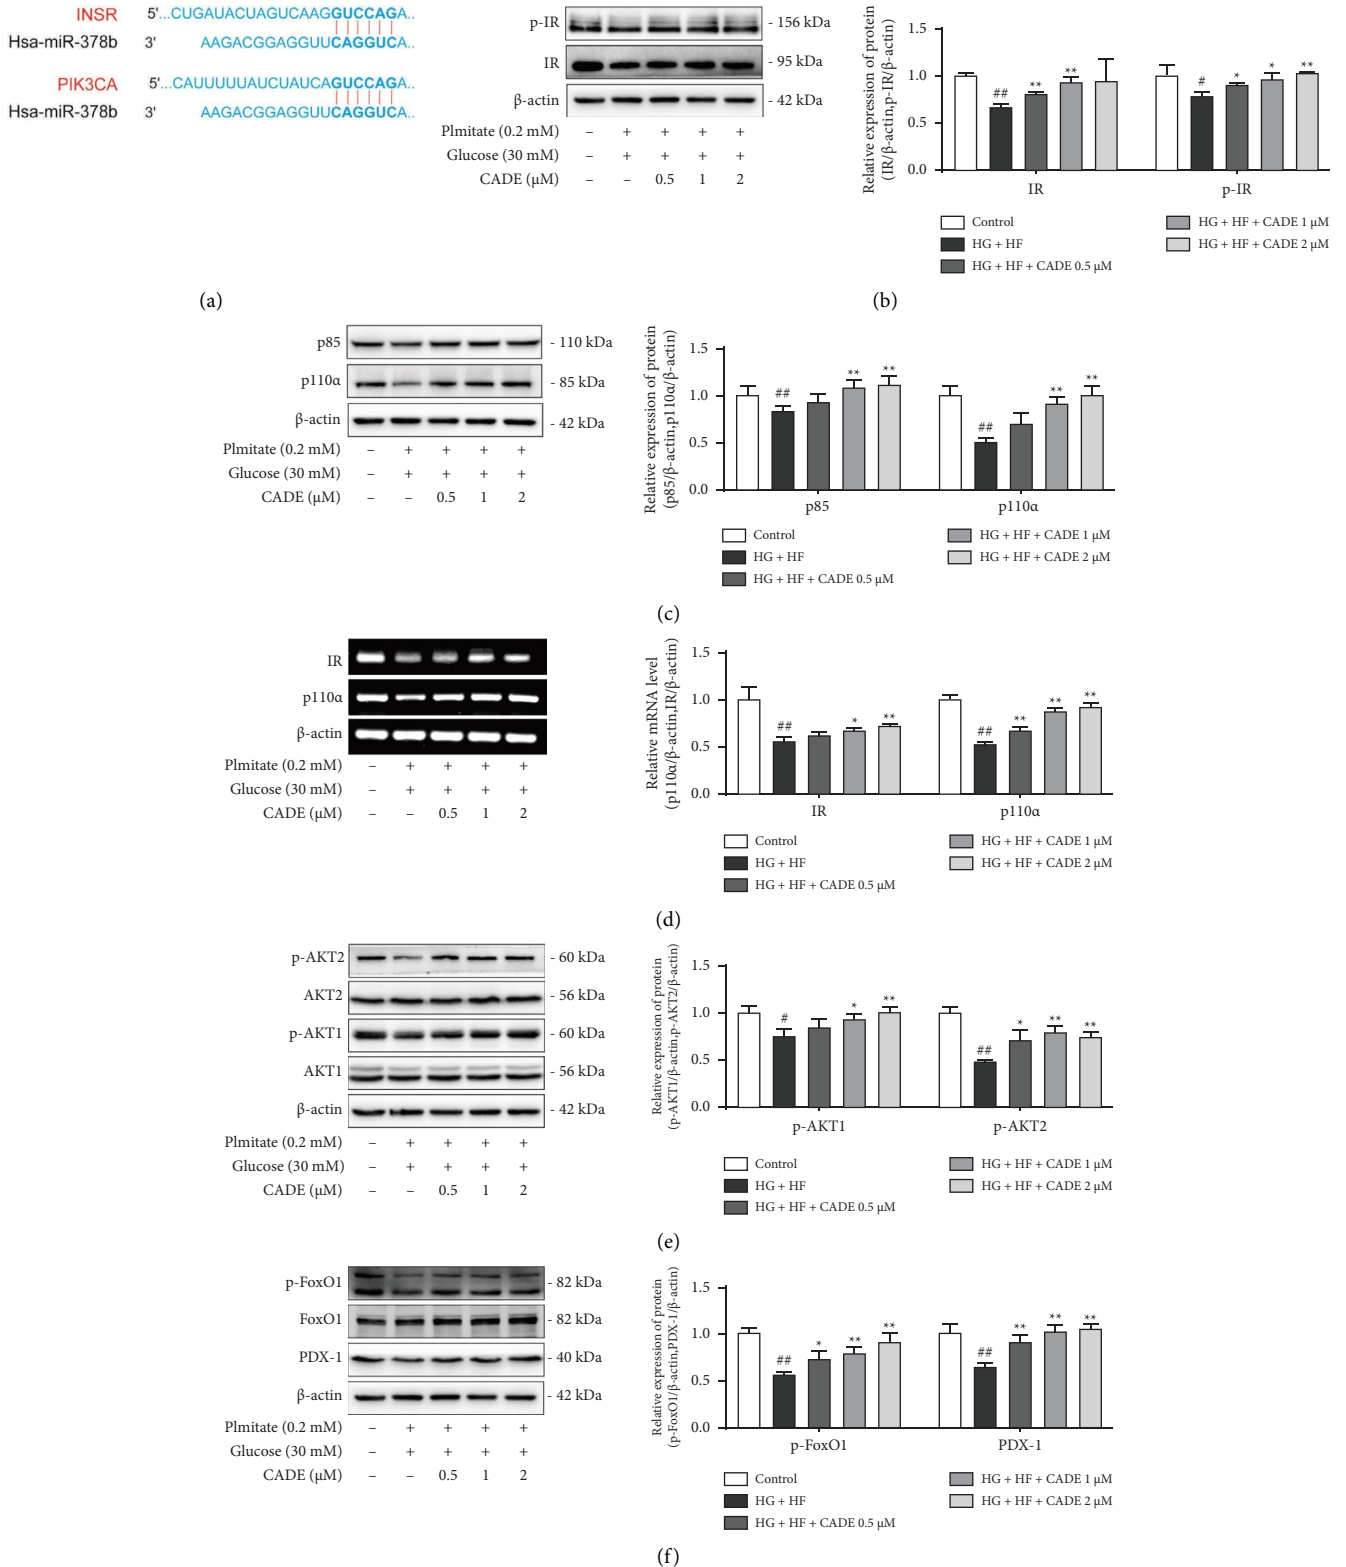 INSR 5'...CUGAUACUAGUCAAGGUCCAGA..
Hsa-miR-378b 3' AAGACGGAGGUUCAGGUCA..
PIK3CA 5'...CAUUUUUAUCUAUCAGUCCAGA..
Hsa-miR-378b 3' AAGACGGAGGUUCAGGUCA..
(a)
p-IR - 156 kDa
IR - 95 kDa
β-actin - 42 kDa
Plmitate (0.2 mM) – + + + +
Glucose (30 mM) – + + + +
CADE (μM) – – 0.5 1 2
Relative expression of protein
(IR/β-actin,p-IR/β-actin)
1.5
1.0
0.5
0.0
## ** **
# * * **
IR p-IR
Control
HG + HF
HG + HF + CADE 0.5 μM
HG + HF + CADE 1 μM
HG + HF + CADE 2 μM
(b)
p85 - 110 kDa
p110α - 85 kDa
β-actin - 42 kDa
Plmitate (0.2 mM) – + + + +
Glucose (30 mM) – + + + +
CADE (μM) – – 0.5 1 2
Relative expression of protein
(p85/β-actin,p110α/β-actin)
1.5
1.0
0.5
0.0
## ** **
## ** **
p85 p110α
Control
HG + HF
HG + HF + CADE 0.5 μM
HG + HF + CADE 1 μM
HG + HF + CADE 2 μM
(c)
IR
p110α
β-actin
Plmitate (0.2 mM) – + + + +
Glucose (30 mM) – + + + +
CADE (μM) – – 0.5 1 2
Relative mRNA level
(p110α/β-actin,IR/β-actin)
1.5
1.0
0.5
0.0
## * **
## ** ** **
IR p110α
Control
HG + HF
HG + HF + CADE 0.5 μM
HG + HF + CADE 1 μM
HG + HF + CADE 2 μM
(d)
p-AKT2 - 60 kDa
AKT2 - 56 kDa
p-AKT1 - 60 kDa
AKT1 - 56 kDa
β-actin - 42 kDa
Plmitate (0.2 mM) – + + + +
Glucose (30 mM) – + + + +
CADE (μM) – – 0.5 1 2
Relative expression of protein
(p-AKT1/β-actin,p-AKT2/β-actin)
1.5
1.0
0.5
0.0
# * **
## * ** **
p-AKT1 p-AKT2
Control
HG + HF
HG + HF + CADE 0.5 μM
HG + HF + CADE 1 μM
HG + HF + CADE 2 μM
(e)
p-FoxO1 - 82 kDa
FoxO1 - 82 kDa
PDX-1 - 40 kDa
β-actin - 42 kDa
Plmitate (0.2 mM) – + + + +
Glucose (30 mM) – + + + +
CADE (μM) – – 0.5 1 2
Relative expression of protein
(p-FoxO1/β-actin,PDX-1/β-actin)
1.5
1.0
0.5
0.0
## * ** **
## ** ** **
p-FoxO1 PDX-1
Control
HG + HF
HG + HF + CADE 0.5 μM
HG + HF + CADE 1 μM
HG + HF + CADE 2 μM
(f)